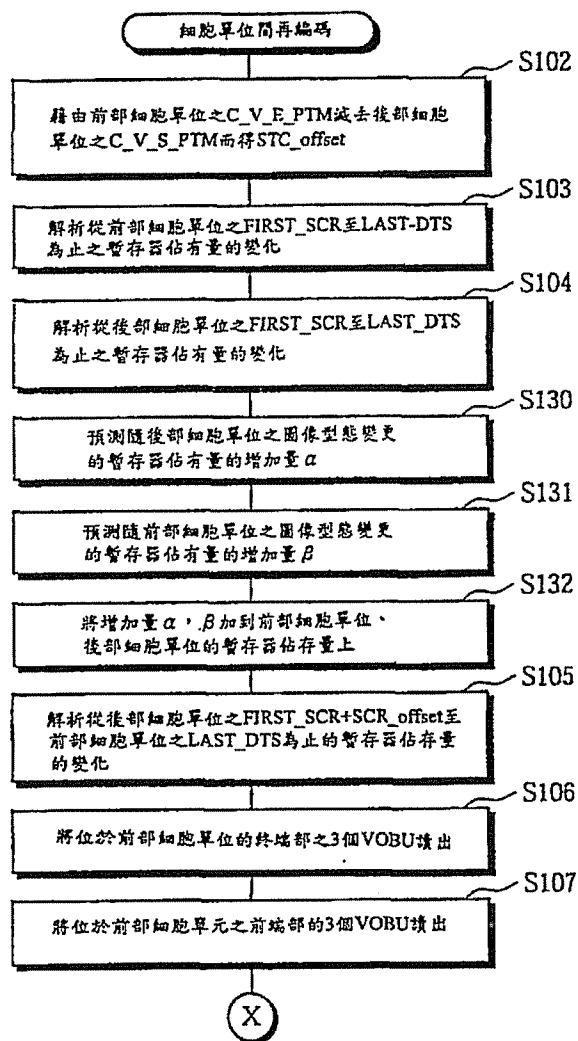 細胞單位間再編碼
S102
藉由前部細胞單位之C_V_E_PTM減去後部細胞
單位之C_V_S_PTM而得STC_offset
S103
解析從前部細胞單位之FIRST_SCR至LAST-DTS
為止之暫存器佔有量的變化
S104
解析從後部細胞單位之FIRST_SCR至LAST_DTS
為止之暫存器佔有量的變化
S130
預測隨後部細胞單位之圖像型態變更
的暫存器佔有量的增加量α
S131
預測隨前部細胞單位之圖像型態變更
的暫存器佔有量的增加量β
S132
將增加量α,β加到前部細胞單位、
後部細胞單位的暫存器佔存量上
S105
解析從後部細胞單位之FIRST_SCR+SCR_offset至
前部細胞單位之LAST_DTS為止的暫存器佔存量
的變化
S106
將位於前部細胞單位的終端部之3個VOBU讀出
S107
將位於前部細胞單元之前端部的3個VOBU讀出
X